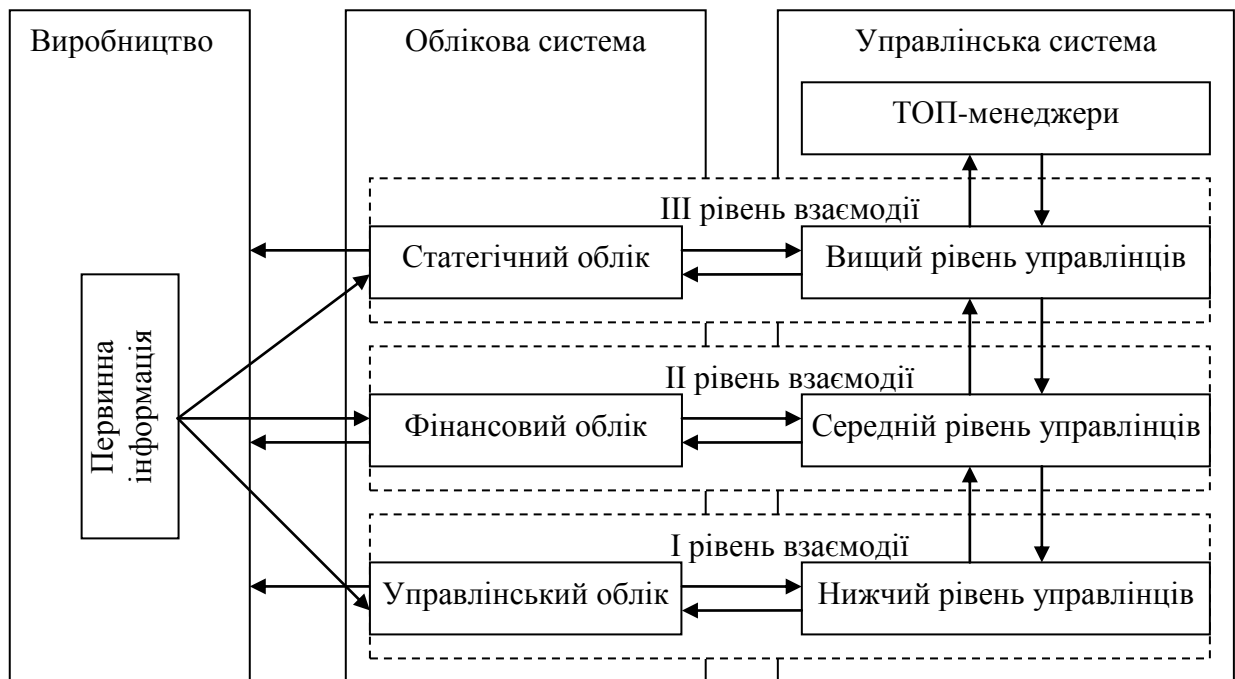 Виробництво
Облікова система
Управлінська система
ТОП-менеджери
III рівень взаємодії
Статегічний облік
Вищий рівень управлінців
Первинна
інформація
II рівень взаємодії
Фінансовий облік
Середній рівень управлінців
I рівень взаємодії
Управлінський облік
Нижчий рівень управлінців